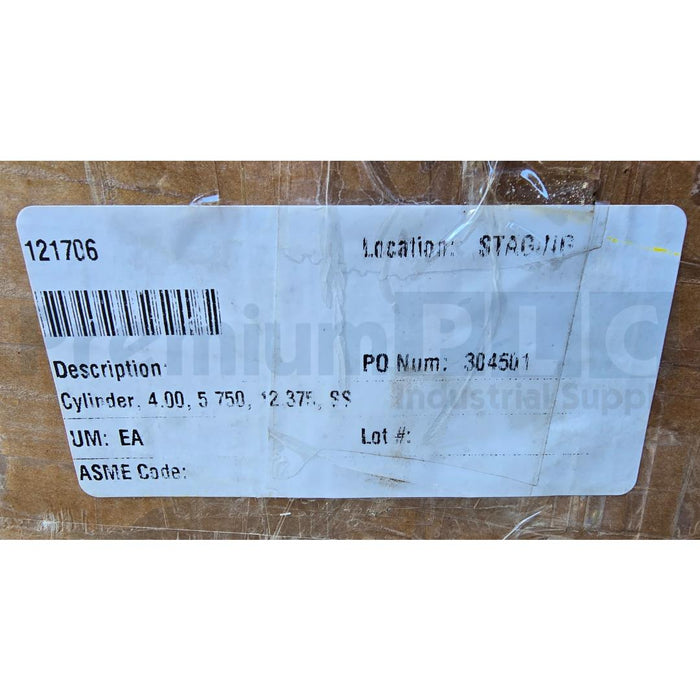 121706
Location: STAGING
Premium PLC
Industrial Supply
Description:
PO Num: 304501
Cylinder, 4.00, 5.750, 12.375, SS
UM: EA
Lot #:
ASME Code: